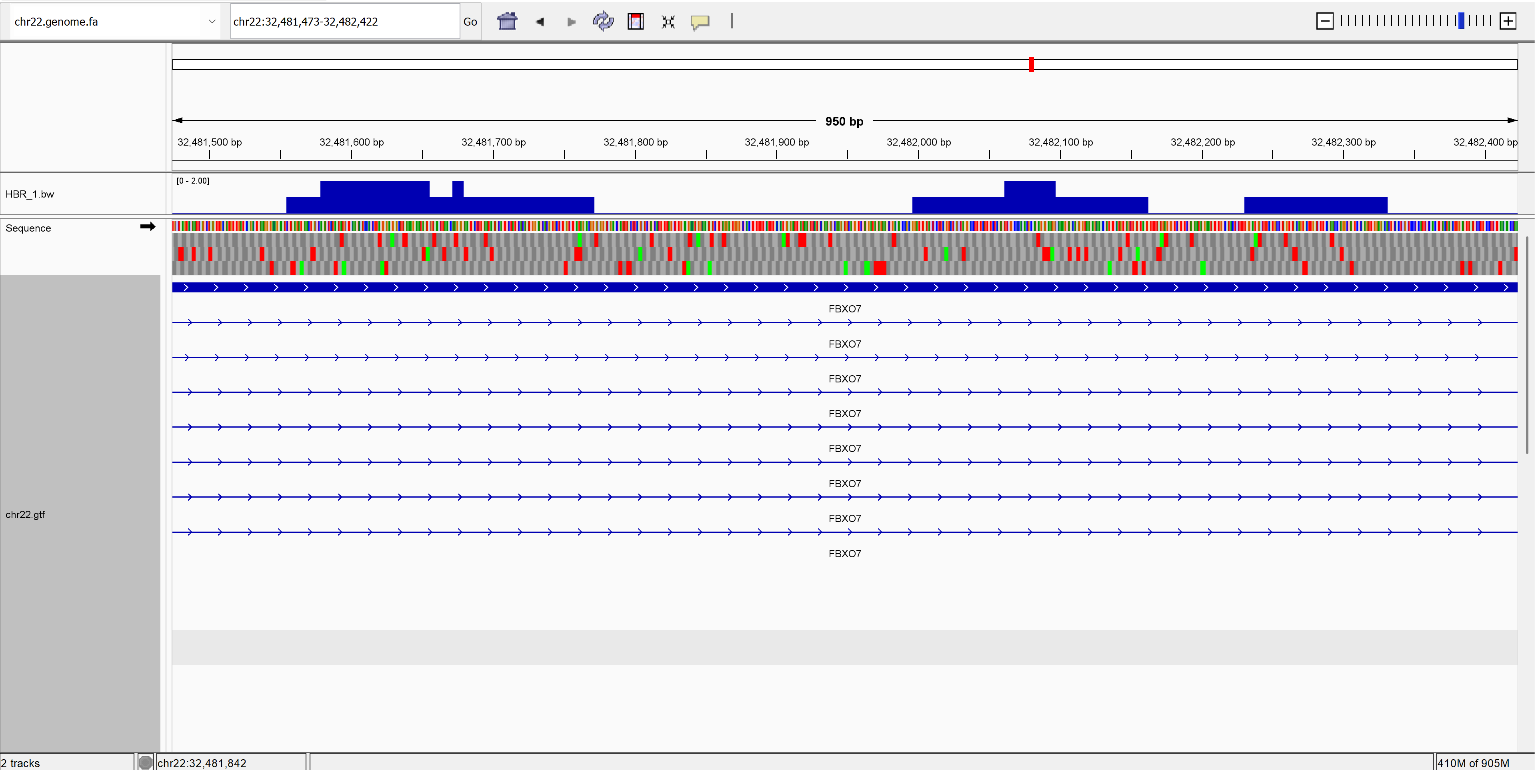 chr22.genome.fa chr22:32,481,473-32,482,422 Go
950 bp
32,481,500 bp 32,481,600 bp 32,481,700 bp 32,481,800 bp 32,481,900 bp 32,482,000 bp 32,482,100 bp 32,482,200 bp 32,482,300 bp 32,482,400 bp
[0 - 2.00]
HBR_1.bw
Sequence
FBXO7
FBXO7
FBXO7
FBXO7
FBXO7
FBXO7
FBXO7
FBXO7
chr22.gtf
2 tracks chr22:32,481,842 410M of 905M